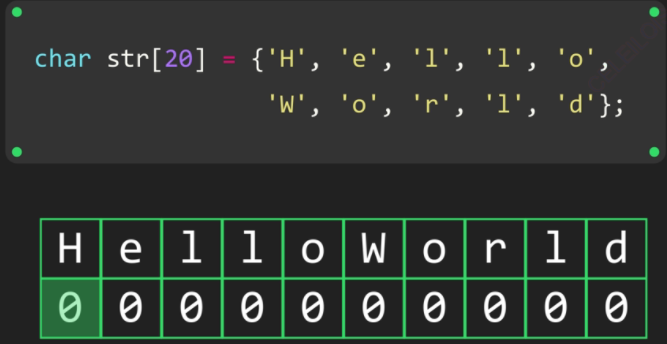 char str[20] = {'H', 'e', 'l', 'l', 'o',
'W', 'o', 'r', 'l', 'd'};
H e l l o W o r l d
0 0 0 0 0 0 0 0 0 0